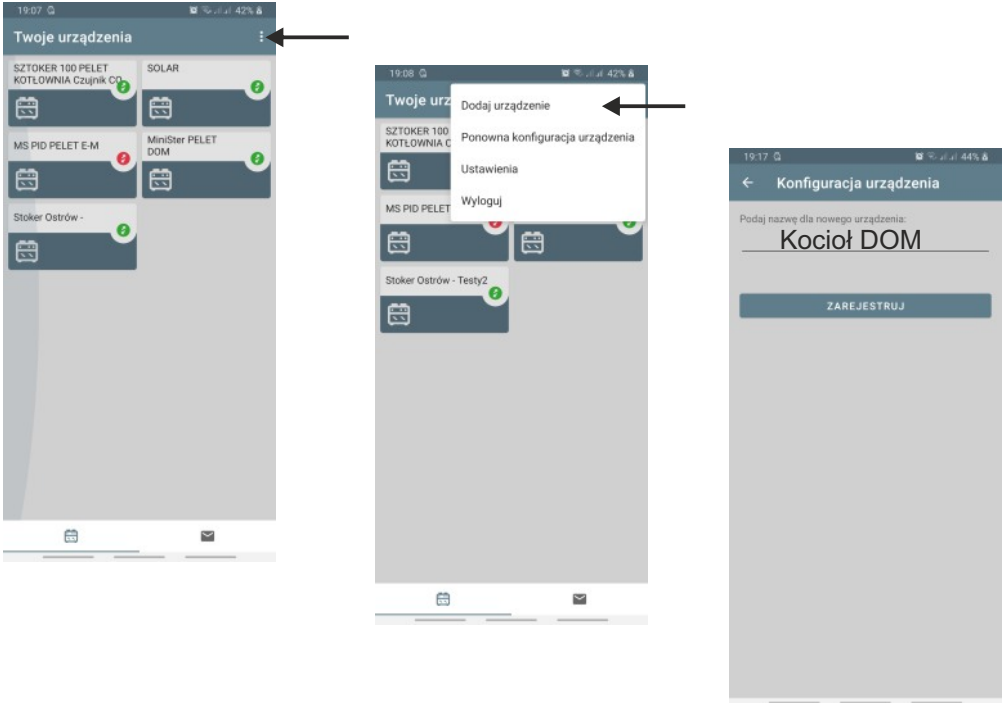 19:07 42%
Twoje urządzenia
SZTOKER 100 PELET
KOTŁOWNIA Czujnik CO
SOLAR
MS PID PELET E-M
MiniSter PELET
DOM
Stoker Ostrów -
19:08 42%
Twoje urz
Dodaj urządzenie
Ponowna konfiguracja urządzenia
Ustawienia
Wyloguj
SZTOKER 100
KOTŁOWNIA C
MS PID PELET
Stoker Ostrów - Testy2
19:17 44%
Konfiguracja urządzenia
Podaj nazwę dla nowego urządzenia:
Kocioł DOM
ZAREJESTRUJ